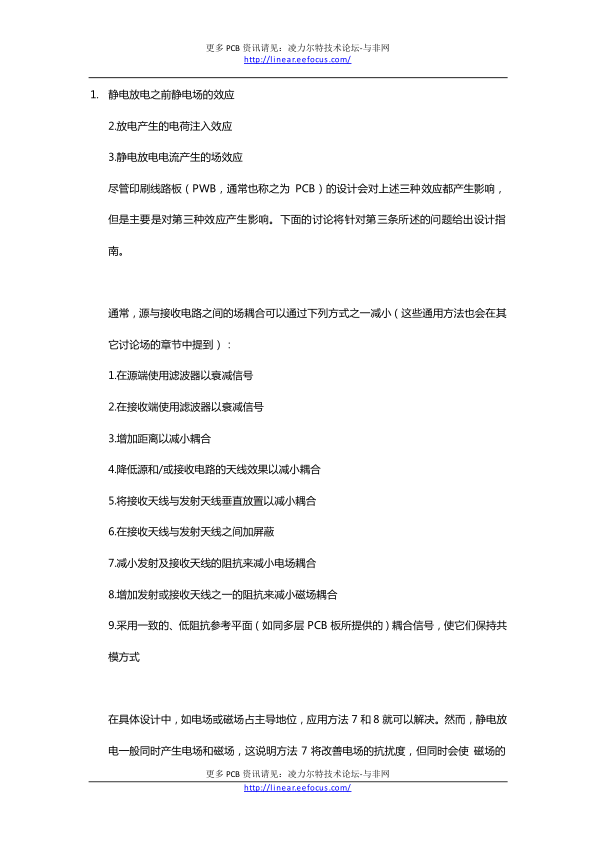 更多 PCB 资讯请见：凌力尔特技术论坛-与非网
http://linear.eefocus.com/
1. 静电放电之前静电场的效应
2.放电产生的电荷注入效应
3.静电放电电流产生的场效应
尽管印刷线路板（PWB，通常也称之为 PCB）的设计会对上述三种效应都产生影响，
但是主要是对第三种效应产生影响。下面的讨论将针对第三条所述的问题给出设计指
南。
通常，源与接收电路之间的场耦合可以通过下列方式之一减小（这些通用方法也会在其
它讨论场的章节中提到）：
1.在源端使用滤波器以衰减信号
2.在接收端使用滤波器以衰减信号
3.增加距离以减小耦合
4.降低源和/或接收电路的天线效果以减小耦合
5.将接收天线与发射天线垂直放置以减小耦合
6.在接收天线与发射天线之间加屏蔽
7.减小发射及接收天线的阻抗来减小电场耦合
8.增加发射或接收天线之一的阻抗来减小磁场耦合
9.采用一致的、低阻抗参考平面（如同多层 PCB 板所提供的）耦合信号，使它们保持共
模方式
在具体设计中，如电场或磁场占主导地位，应用方法 7 和 8 就可以解决。然而，静电放
电一般同时产生电场和磁场，这说明方法 7 将改善电场的抗扰度，但同时会使 磁场的
更多 PCB 资讯请见：凌力尔特技术论坛-与非网
http://linear.eefocus.com/